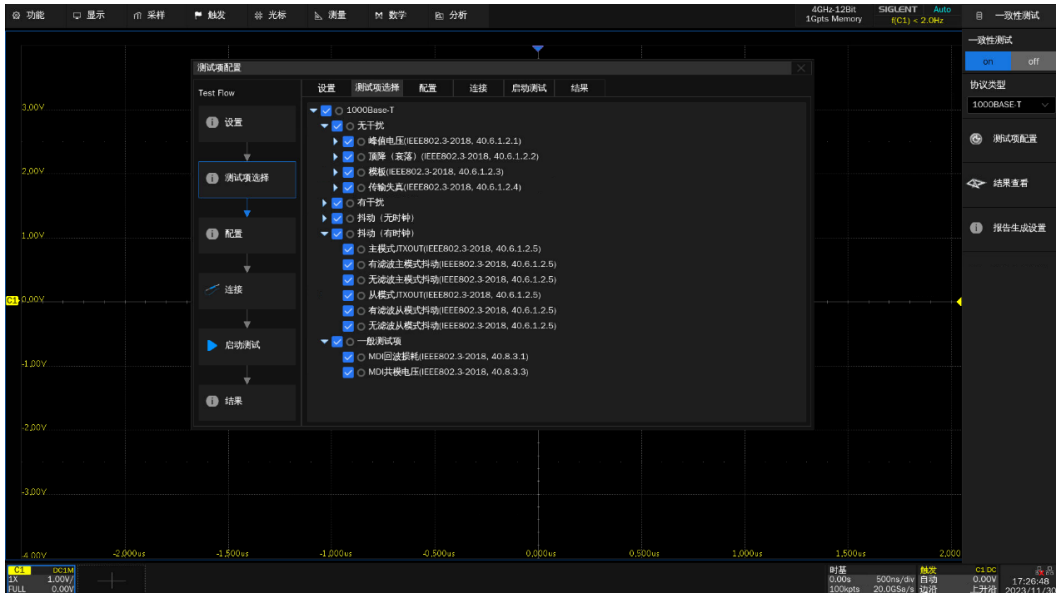 功能 显示 采样 触发 光标 测量 数学 分析 4GHz-12Bit SIGLENT Auto 一致性测试
1Gpts Memory f(C1) < 2.0Hz
一致性测试
on off
协议类型
1000BASE-T
测试项配置
结果查看
报告生成设置
测试项配置
Test Flow
设置
测试项选择
配置
连接
启动测试
结果
设置 测试项选择 配置 连接 启动测试 结果
1000Base-T
无干扰
峰值电压(IEEE802.3-2018, 40.6.1.2.1)
顶降（衰落）(IEEE802.3-2018, 40.6.1.2.2)
模板(IEEE802.3-2018, 40.6.1.2.3)
传输失真(IEEE802.3-2018, 40.6.1.2.4)
有干扰
抖动（无时钟）
抖动（有时钟）
主模式JTXOUT(IEEE802.3-2018, 40.6.1.2.5)
有滤波主模式抖动(IEEE802.3-2018, 40.6.1.2.5)
无滤波主模式抖动(IEEE802.3-2018, 40.6.1.2.5)
从模式JTXOUT(IEEE802.3-2018, 40.6.1.2.5)
有滤波从模式抖动(IEEE802.3-2018, 40.6.1.2.5)
无滤波从模式抖动(IEEE802.3-2018, 40.6.1.2.5)
一般测试项
MDI回波损耗(IEEE802.3-2018, 40.8.3.1)
MDI共模电压(IEEE802.3-2018, 40.8.3.3)
3.00V
2.00V
1.00V
C1 0.00V
-1.00V
-2.00V
-3.00V
-4.00V
-2.000us -1.500us -1.000us -0.500us 0.000us 0.500us 1.000us 1.500us 2.000
C1 DC1M
1X 1.00V/
FULL 0.00V
时基
0.00s 500ns/div
100kpts 20.0GSa/s
触发 C1 DC
自动 0.00V
边沿 上升沿
17:26:48
2023/11/30